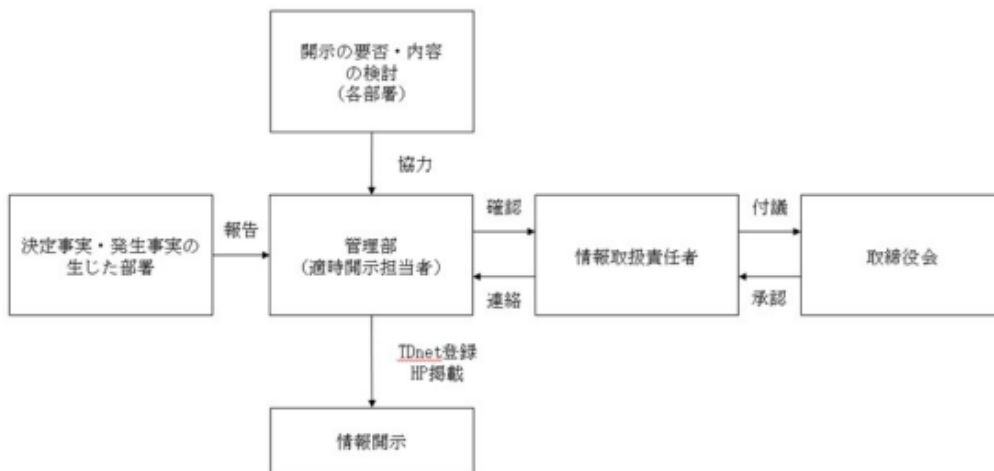 開示の要否・内容
の検討
(各部署)
協力
決定事実・発生事実の
生じた部署
報告
管理部
(適時開示担当者)
確認
連絡
情報取扱責任者
付議
承認
取締役会
TDnet登録
HP掲載
情報開示